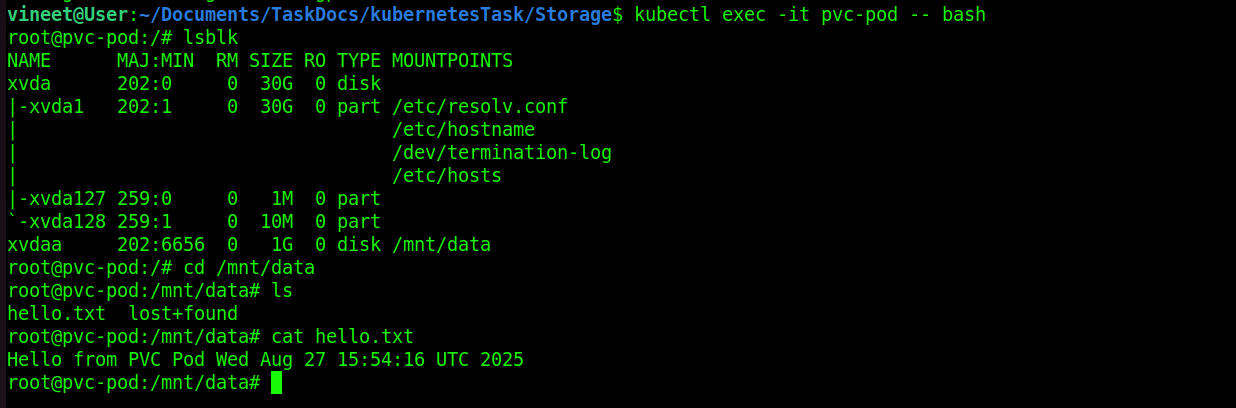 vineet@User:~/Documents/TaskDocs/kubernetesTask/Storage$ kubectl exec -it pvc-pod -- bash
root@pvc-pod:/# lsblk
NAME      MAJ:MIN  RM SIZE RO TYPE MOUNTPOINTS
xvda      202:0     0  30G  0 disk
|-xvda1   202:1     0  30G  0 part /etc/resolv.conf
|                                  /etc/hostname
|                                  /dev/termination-log
|                                  /etc/hosts
|-xvda127 259:0     0   1M  0 part
`-xvda128 259:1     0  10M  0 part
xvdaa     202:6656  0   1G  0 disk /mnt/data
root@pvc-pod:/# cd /mnt/data
root@pvc-pod:/mnt/data# ls
hello.txt  lost+found
root@pvc-pod:/mnt/data# cat hello.txt
Hello from PVC Pod Wed Aug 27 15:54:16 UTC 2025
root@pvc-pod:/mnt/data#